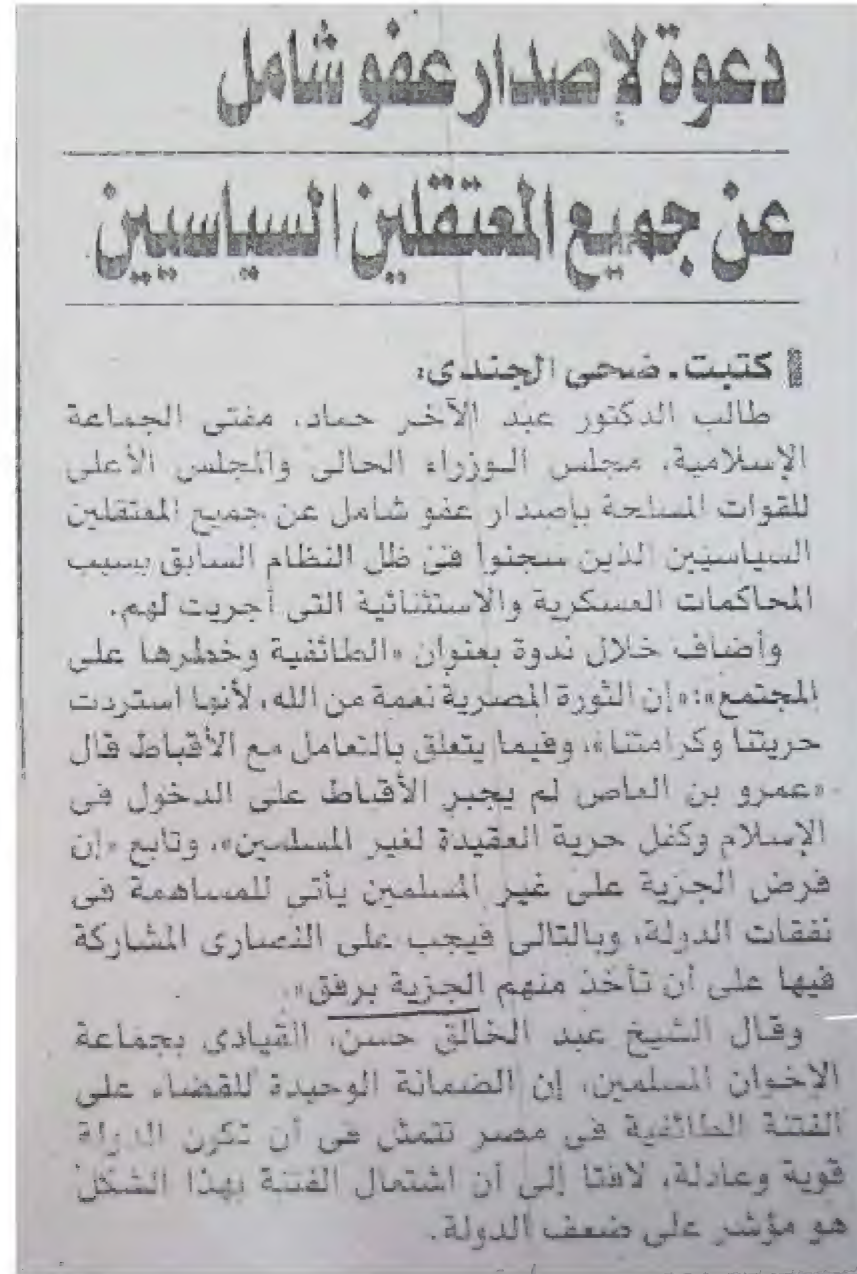 دعوة لإصدار عفو شامل
عن جميع المعتقلين السياسيين
كتبت. ضحى الجندى:
طالب الدكتور عبد الآخر حماد، مفتى الجماعة
الإسلامية، مجلس الوزراء الحالى والمجلس الأعلى
للقوات المسلحة بإصدار عفو شامل عن جميع المعتقلين
السياسيين الذين سجنوا فى ظل النظام السابق بسبب
المحاكمات العسكرية والاستثنائية التى أجريت لهم.
وأضاف خلال ندوة بعنوان «الطائفية وخطرها على
المجتمع»: «إن الثورة المصرية نعمة من الله، لأنها استردت
حريتنا وكرامتنا»، وفيما يتعلق بالتعامل مع الأقباط قال
«عمرو بن العاص لم يجبر الأقباط على الدخول فى
الإسلام وكفل حرية العقيدة لغير المسلمين»، وتابع «إن
فرض الجزية على غير المسلمين يأتى للمساهمة فى
نفقات الدولة، وبالتالى فيجب على النصارى المشاركة
فيها على أن تأخذ منهم الجزية برفق».
وقال الشيخ عبد الخالق حسن، القيادى بجماعة
الإخوان المسلمين، إن الضمانة الوحيدة للقضاء على
الفتنة الطائفية فى مصر تتمثل فى أن تكون الدولة
قوية وعادلة، لافتا إلى أن اشتعال الفتنة بهذا الشكل
هو مؤشر على ضعف الدولة.